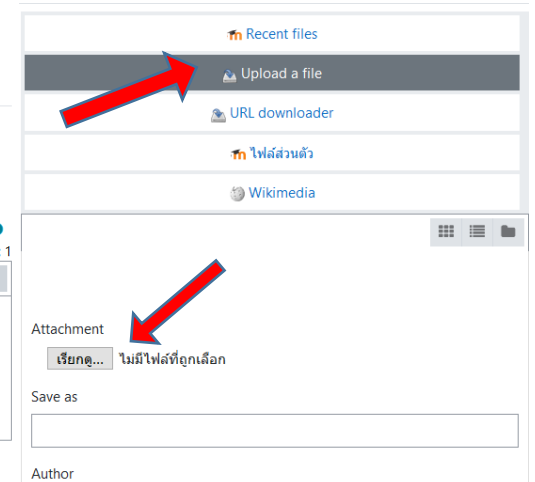 Recent files
Upload a file
URL downloader
ไฟล์ส่วนตัว
Wikimedia
1
Attachment
เรียกดู... ไม่มีไฟล์ที่ถูกเลือก
Save as
Author